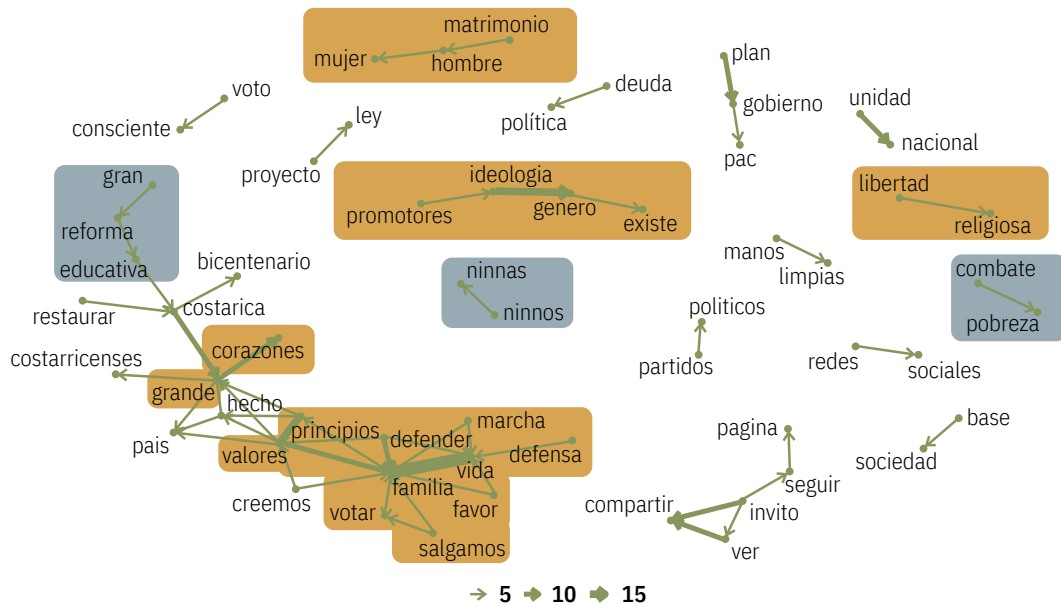 matrimonio
mujer
hombre
plan
voto
deuda
gobierno
unidad
consciente
ley
política
pac
nacional
proyecto
gran
ideologia
libertad
promotores
genero
existe
religiosa
reforma
educativa
bicentenario
ninnas
manos
limpias
combate
restaurar
costarica
ninnos
politicos
pobreza
corazones
costarricenses
partidos
redes
sociales
grande
hecho
principios
marcha
pais
valores
defender
vida
defensa
pagina
base
familia
seguir
sociedad
creemos
votar
favor
compartir
invito
salgamos
ver
5 10 15